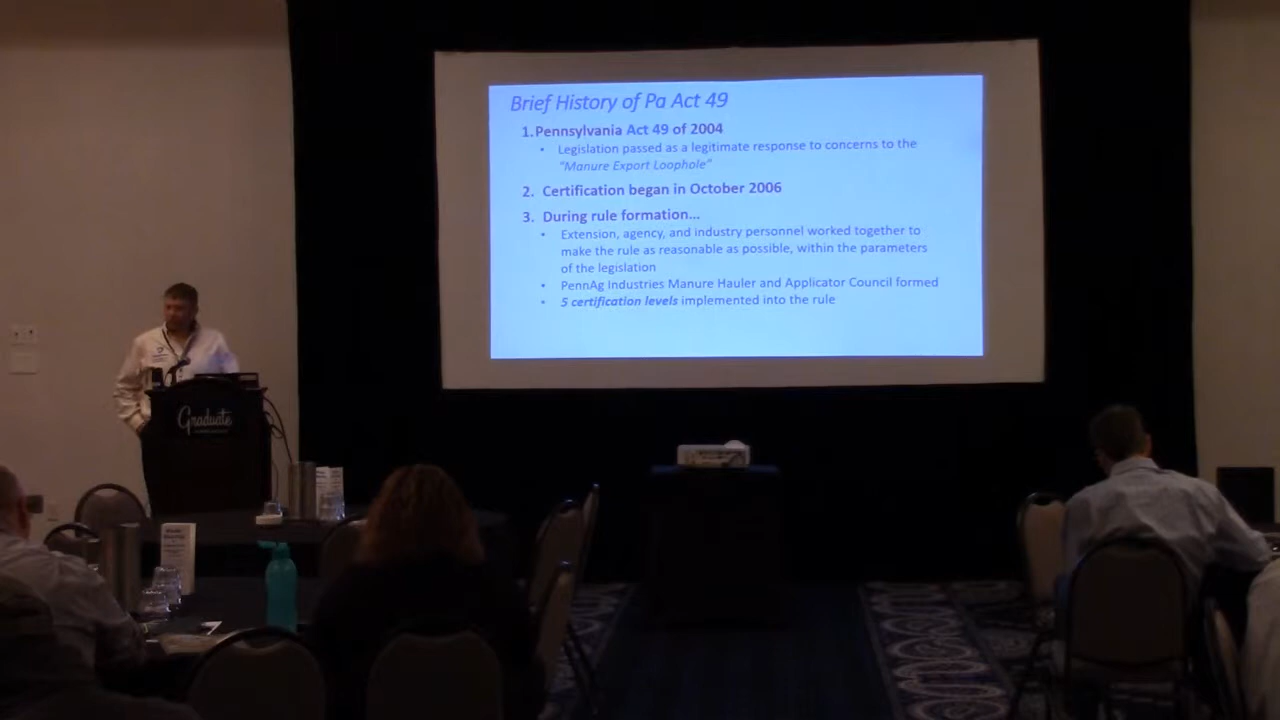 Brief History of Pa Act 49
1. Pennsylvania Act 49 of 2004
• Legislation passed as a legitimate response to concerns to the
“Manure Export Loophole”
2. Certification began in October 2006
3. During rule formation...
• Extension, agency, and industry personnel worked together to
make the rule as reasonable as possible, within the parameters
of the legislation
• PennAg Industries Manure Hauler and Applicator Council formed
• 5 certification levels implemented into the rule
Graduate